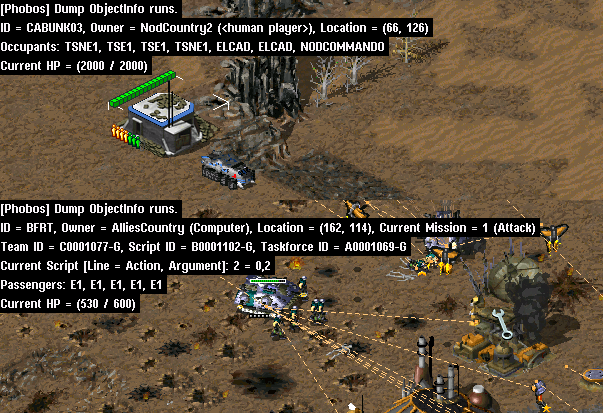 [Phobos] Dump ObjectInfo runs.
ID = CABUNK03, Owner = NodCountry2 (<human player>), Location = (66, 126)
Occupants: TSNE1, TSE1, TSE1, TSNE1, ELCAD, ELCAD, NODCOMMANDO
Current HP = (2000 / 2000)
[Phobos] Dump ObjectInfo runs.
ID = BFRT, Owner = AlliesCountry (Computer), Location = (162, 114), Current Mission = 1 (Attack)
Team ID = C0001077-G, Script ID = B0001102-G, Taskforce ID = A0001069-G
Current Script [Line = Action, Argument]: 2 = 0,2
Passengers: E1, E1, E1, E1, E1
Current HP = (530 / 600)